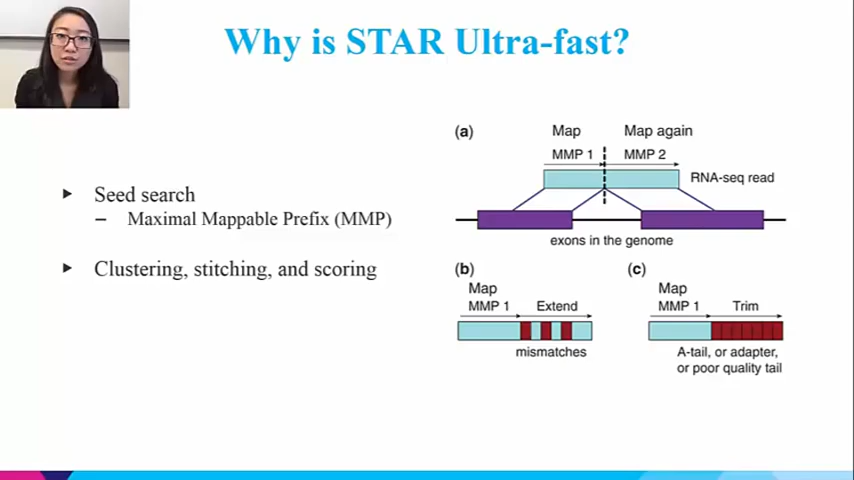 Why is STAR Ultra-fast?
Seed search
Maximal Mappable Prefix (MMP)
Clustering, stitching, and scoring
(a)
Map
Map again
MMP 1
MMP 2
RNA-seq read
exons in the genome
(b)
Map
MMP 1
Extend
mismatches
(c)
Map
MMP 1
Trim
A-tail, or adapter,
or poor quality tail